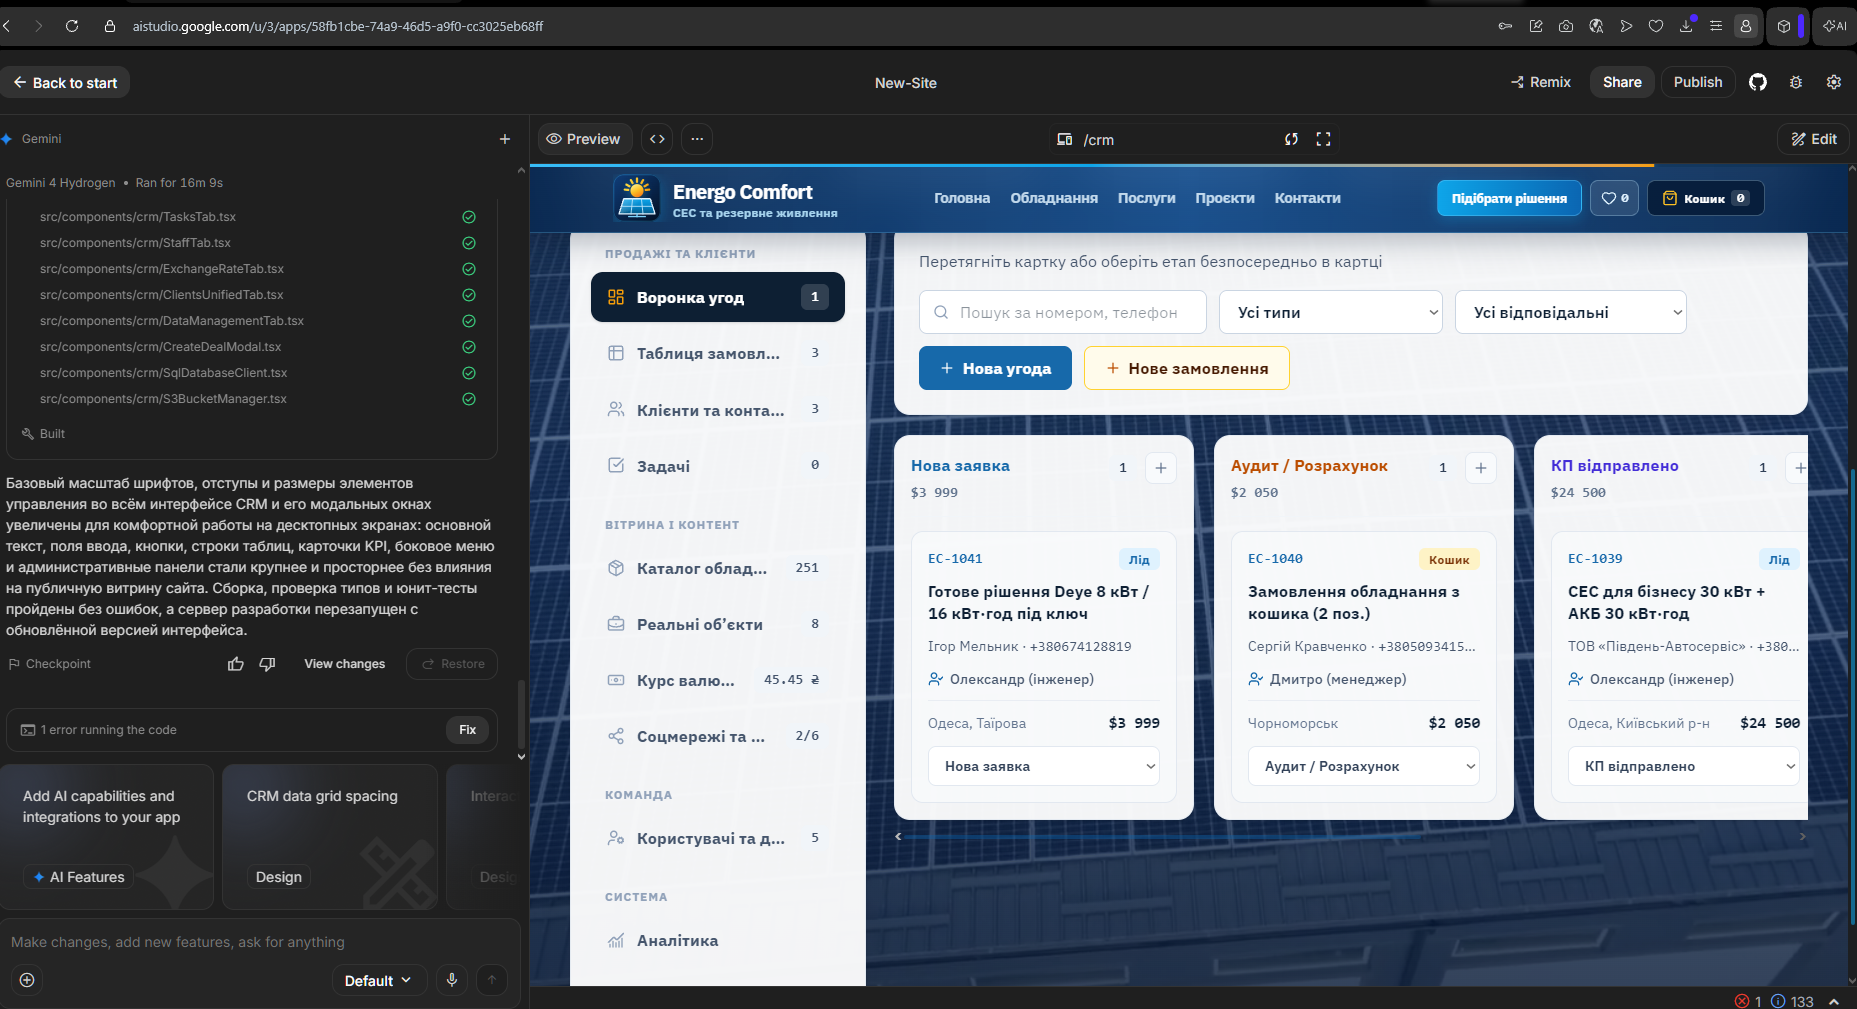 aistudio.google.com/u/3/apps/58fb1cbe-74a9-46d5-a9f0-cc3025eb68ff
AI
Back to start
New-Site
Remix
Share
Publish
Gemini
Preview
/crm
Edit
Gemini 4 Hydrogen • Ran for 16m 9s
src/components/crm/TasksTab.tsx
src/components/crm/StaffTab.tsx
src/components/crm/ExchangeRateTab.tsx
src/components/crm/ClientsUnifiedTab.tsx
src/components/crm/DataManagementTab.tsx
src/components/crm/CreateDealModal.tsx
src/components/crm/SqlDatabaseClient.tsx
src/components/crm/S3BucketManager.tsx
Built
Базовый масштаб шрифтов, отступы и размеры элементов
управления во всём интерфейсе CRM и его модальных окнах
увеличены для комфортной работы на десктопных экранах: основной
текст, поля ввода, кнопки, строки таблиц, карточки KPI, боковое меню
и административные панели стали крупнее и просторнее без влияния
на публичную витрину сайта. Сборка, проверка типов и юнит-тесты
пройдены без ошибок, а сервер разработки перезапущен с
обновлённой версией интерфейса.
Checkpoint
View changes
Restore
1 error running the code
Fix
Add AI capabilities and
integrations to your app
AI Features
CRM data grid spacing
Design
Interac
Desig
Make changes, add new features, ask for anything
Default
Energo Comfort
СЕС та резервне живлення
Головна
Обладнання
Послуги
Проєкти
Контакти
Підібрати рішення
0
Кошик
0
ПРОДАЖІ ТА КЛІЄНТИ
Воронка угод
1
Таблиця замовл...
3
Клієнти та конта...
3
Задачі
0
ВІТРИНА І КОНТЕНТ
Каталог облад...
251
Реальні об’єкти
8
Курс валю...
45.45 ₴
Соцмережі та ...
2/6
КОМАНДА
Користувачі та д...
5
СИСТЕМА
Аналітика
Перетягніть картку або оберіть етап безпосередньо в картці
Пошук за номером, телефон
Усі типи
Усі відповідальні
+ Нова угода
+ Нове замовлення
Нова заявка
1
+
$3 999
EC-1041
Лід
Готове рішення Deye 8 кВт /
16 кВт·год під ключ
Ігор Мельник · +380674128819
Олександр (інженер)
Одеса, Таїрова
$3 999
Нова заявка
Аудит / Розрахунок
1
+
$2 050
EC-1040
Кошик
Замовлення обладнання з
кошика (2 поз.)
Сергій Кравченко · +3805093415...
Дмитро (менеджер)
Чорноморськ
$2 050
Аудит / Розрахунок
КП відправлено
1
+
$24 500
EC-1039
Лід
СЕС для бізнесу 30 кВт +
АКБ 30 кВт·год
ТОВ «Південь-Автосервіс» · +380...
Олександр (інженер)
Одеса, Київський р-н
$24 500
КП відправлено
1
133